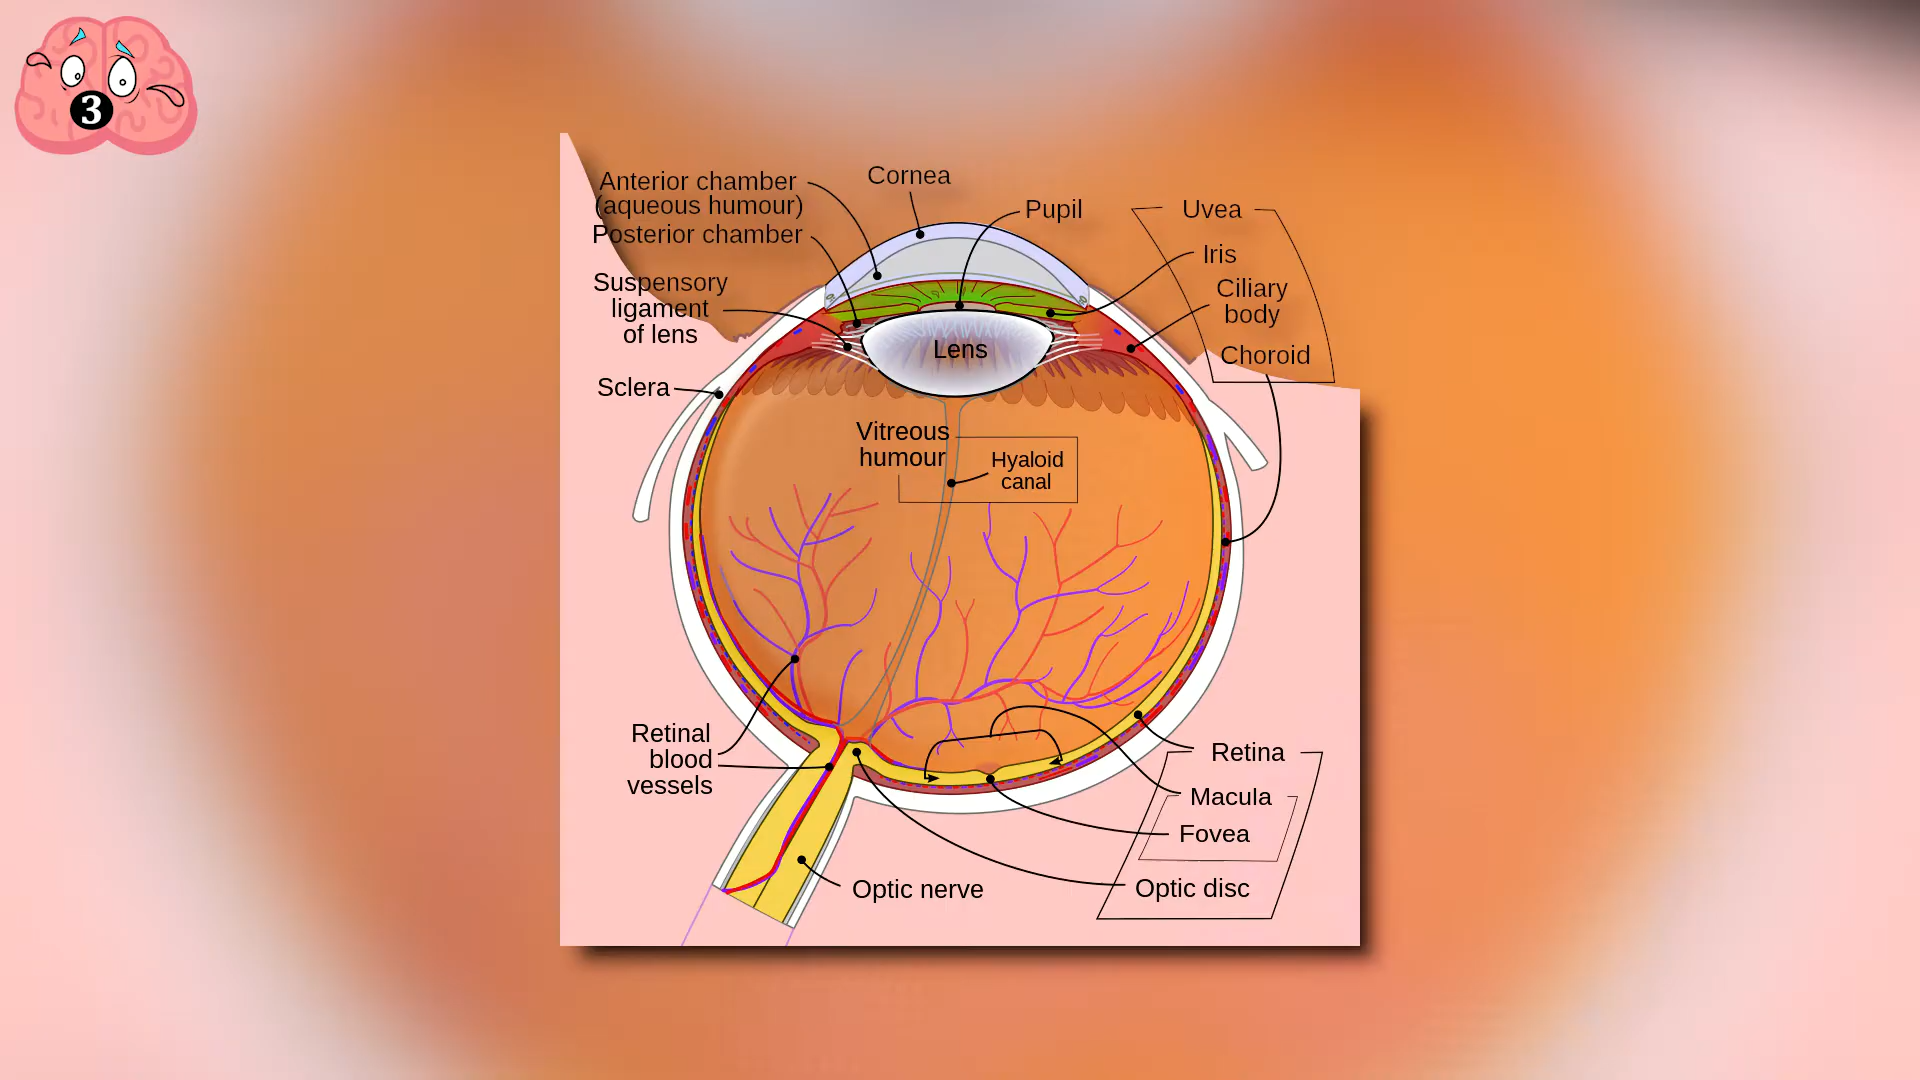 3
Anterior chamber
(aqueous humour)
Posterior chamber
Cornea
Pupil
Uvea
Iris
Ciliary
body
Choroid
Suspensory
ligament
of lens
Lens
Sclera
Vitreous
humour
Hyaloid
canal
Retinal
blood
vessels
Retina
Macula
Fovea
Optic nerve
Optic disc